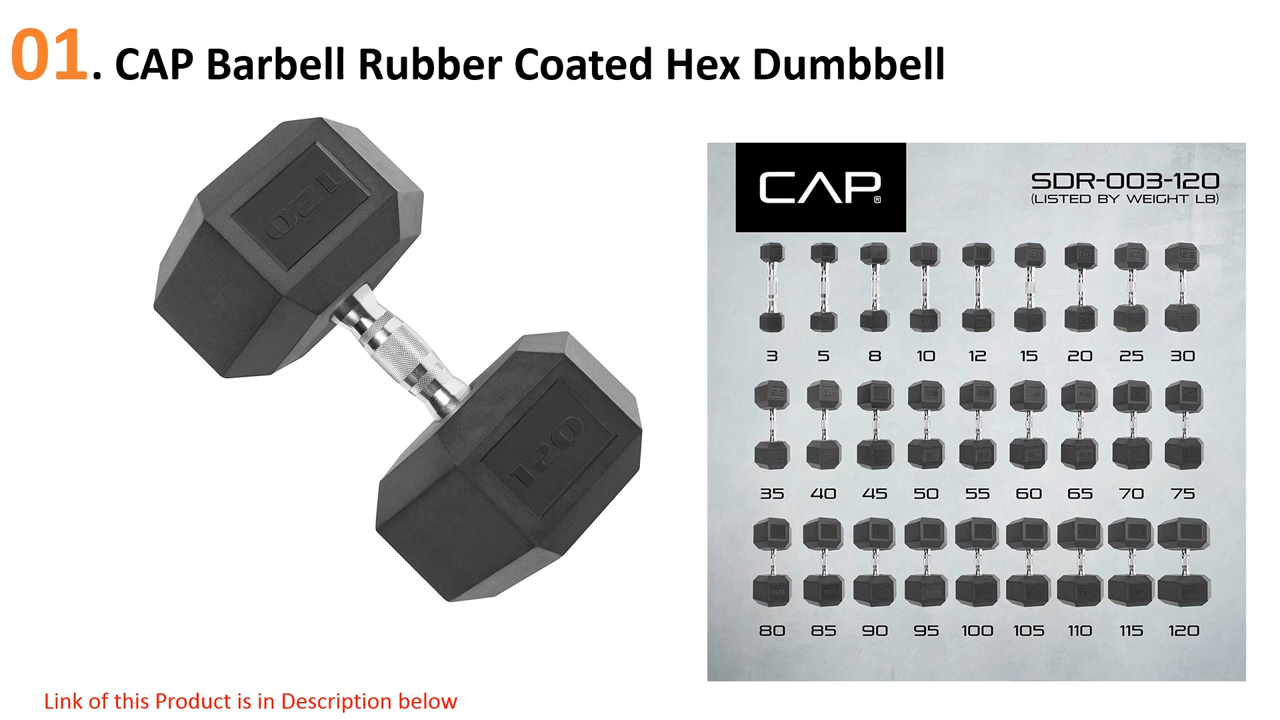 01. CAP Barbell Rubber Coated Hex Dumbbell
120
120
CAP®
SDR-003-120
(LISTED BY WEIGHT LB)
3 5 8 10 12 15 20 25 30
35 40 45 50 55 60 65 70 75
80 85 90 95 100 105 110 115 120
Link of this Product is in Description below